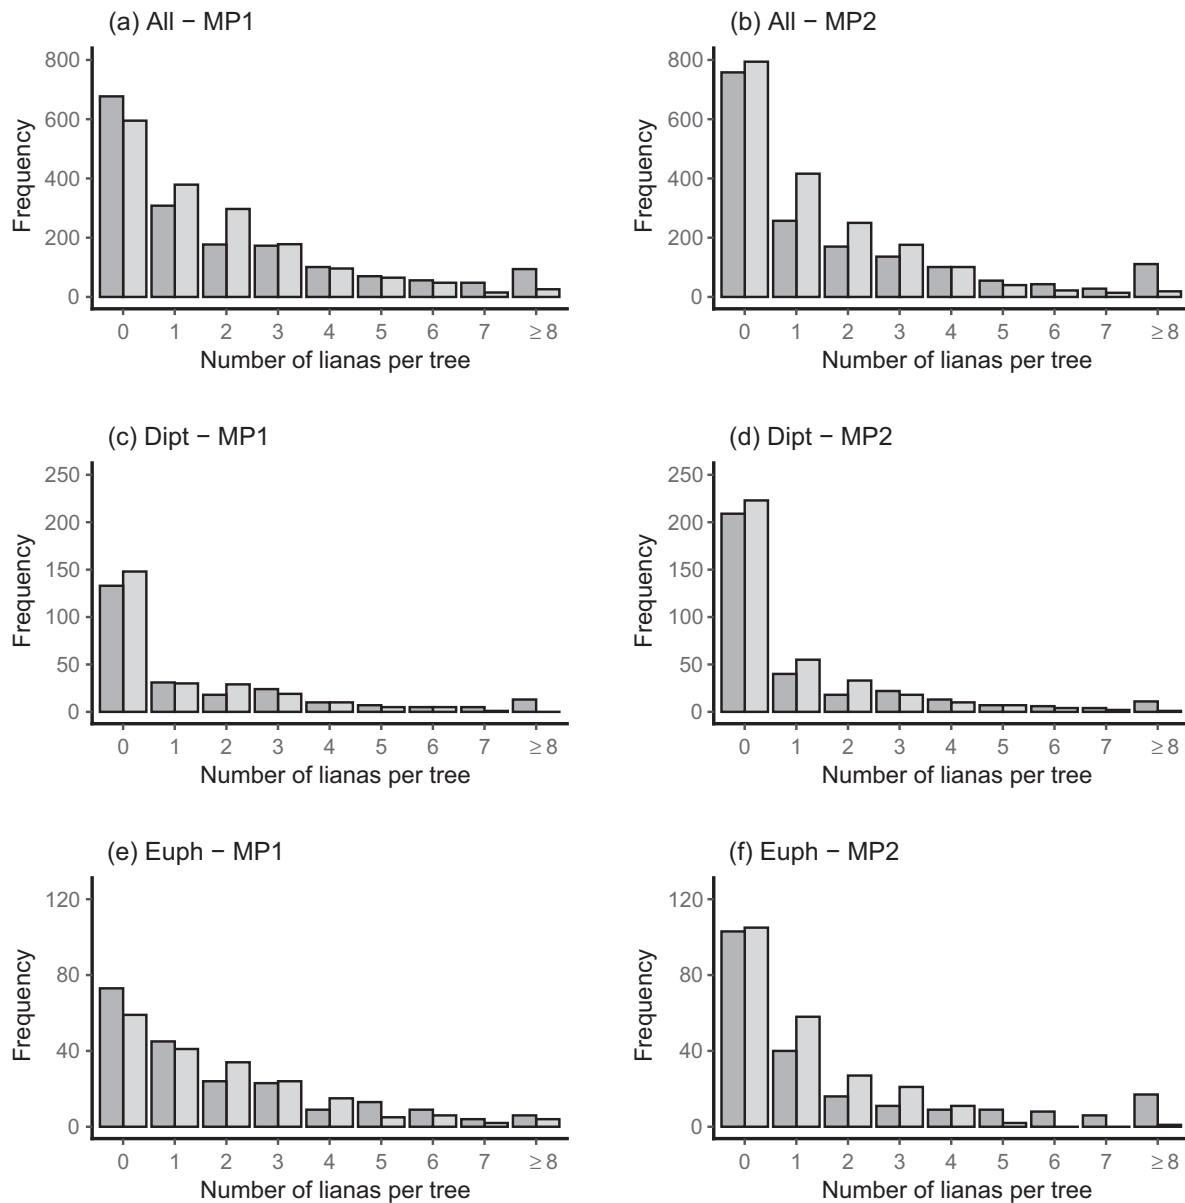 (a) All − MP1
800
600
400
200
0
Frequency
0 1 2 3 4 5 6 7 ≥ 8
Number of lianas per tree
(b) All − MP2
800
600
400
200
0
Frequency
0 1 2 3 4 5 6 7 ≥ 8
Number of lianas per tree
(c) Dipt − MP1
250
200
150
100
50
0
Frequency
0 1 2 3 4 5 6 7 ≥ 8
Number of lianas per tree
(d) Dipt − MP2
250
200
150
100
50
0
Frequency
0 1 2 3 4 5 6 7 ≥ 8
Number of lianas per tree
(e) Euph − MP1
120
80
40
0
Frequency
0 1 2 3 4 5 6 7 ≥ 8
Number of lianas per tree
(f) Euph − MP2
120
80
40
0
Frequency
0 1 2 3 4 5 6 7 ≥ 8
Number of lianas per tree